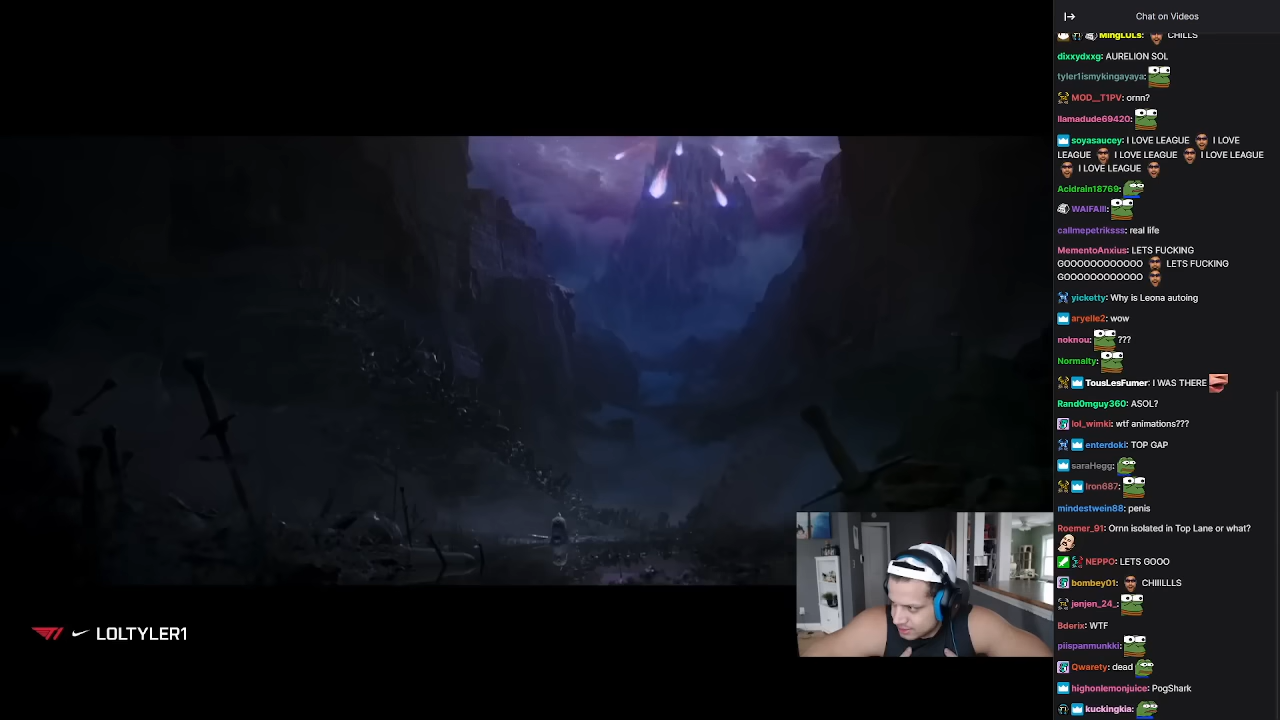 Chat on Videos
MingLULs: CHILLS
dixxydxxg: AURELION SOL
tyler1ismykingayaya:
MOD__T1PV: ornn?
llamadude69420:
soyasaucey: I LOVE LEAGUE I LOVE
LEAGUE I LOVE LEAGUE I LOVE LEAGUE
I LOVE LEAGUE
Acidrain18769:
WAIFAIII:
callmepetriksss: real life
MementoAnxius: LETS FUCKING
GOOOOOOOOOOOO LETS FUCKING
GOOOOOOOOOOOO
yicketty: Why is Leona autoing
aryelle2: wow
noknou: ???
Normalty:
TousLesFumer: I WAS THERE
Rand0mguy360: ASOL?
lol_wimki: wtf animations???
enterdoki: TOP GAP
saraHegg:
Iron687:
mindestwein88: penis
Roemer_91: Ornn isolated in Top Lane or what?
NEPPO: LETS GOOO
bombey01: CHIIILLLS
jenjen_24_:
Bderix: WTF
piispanmunkki:
Qwarety: dead
highonlemonjuice: PogShark
kuckingkia:
LOLTYLER1